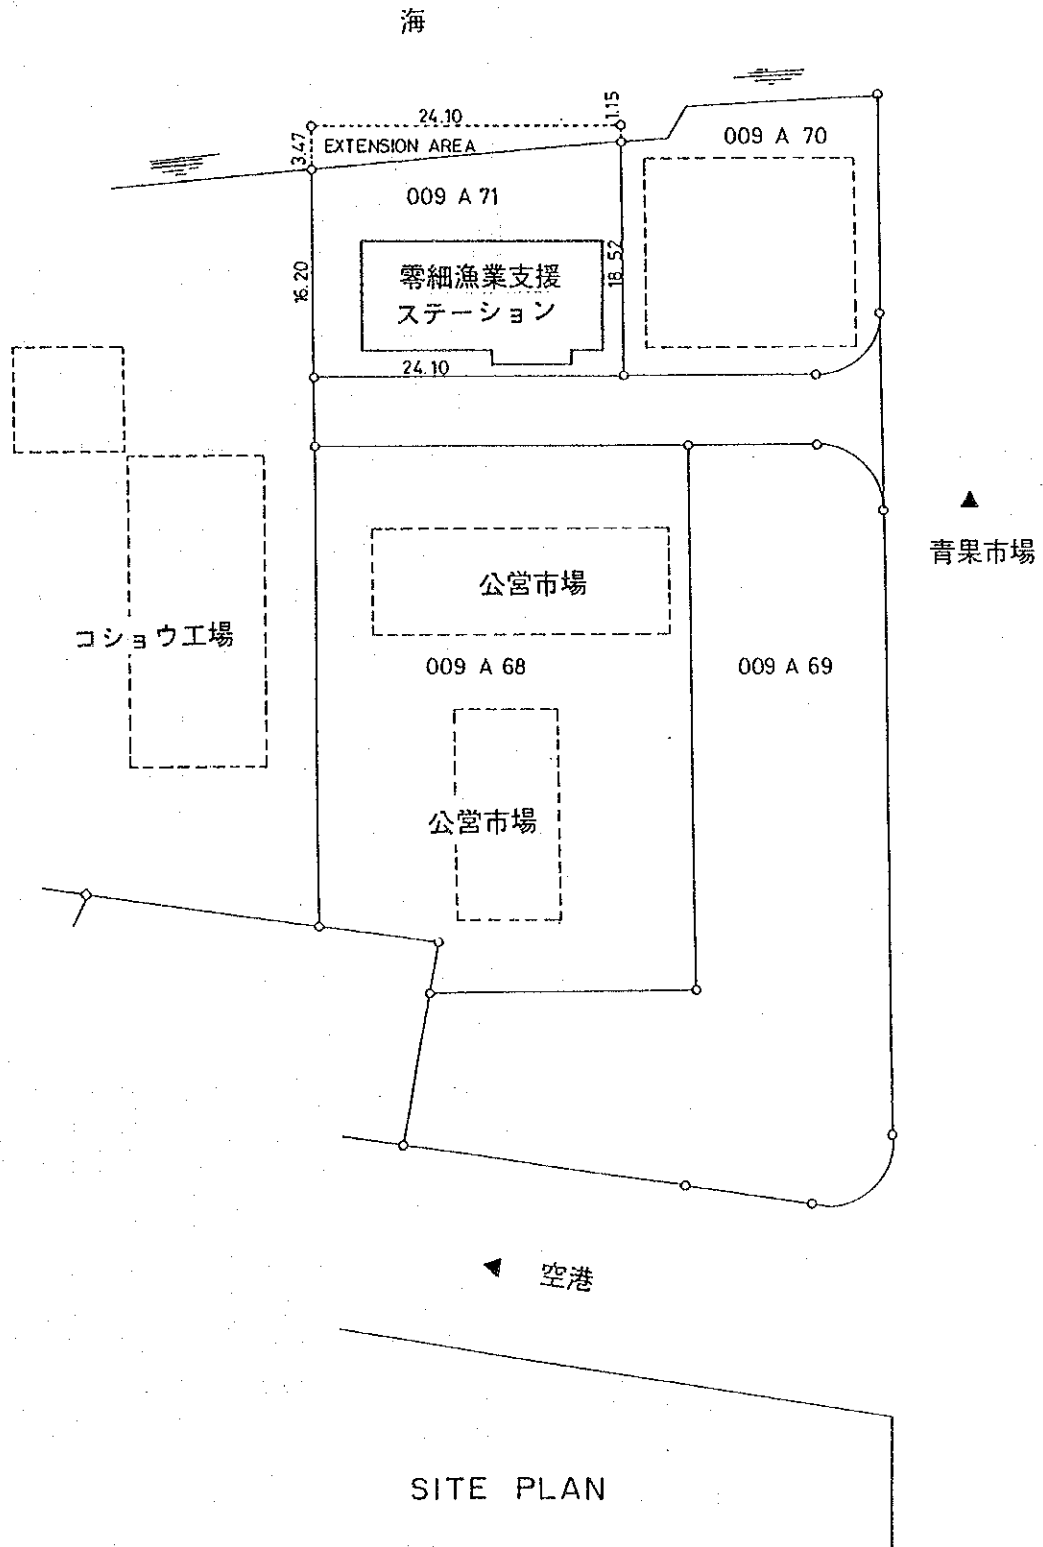 海
24.10
1.15
3.47
EXTENSION AREA
009 A 70
009 A 71
零細漁業支援
ステーション
16.20
18.52
24.10
青果市場
公営市場
コショウ工場
009 A 68
009 A 69
公営市場
空港
SITE PLAN